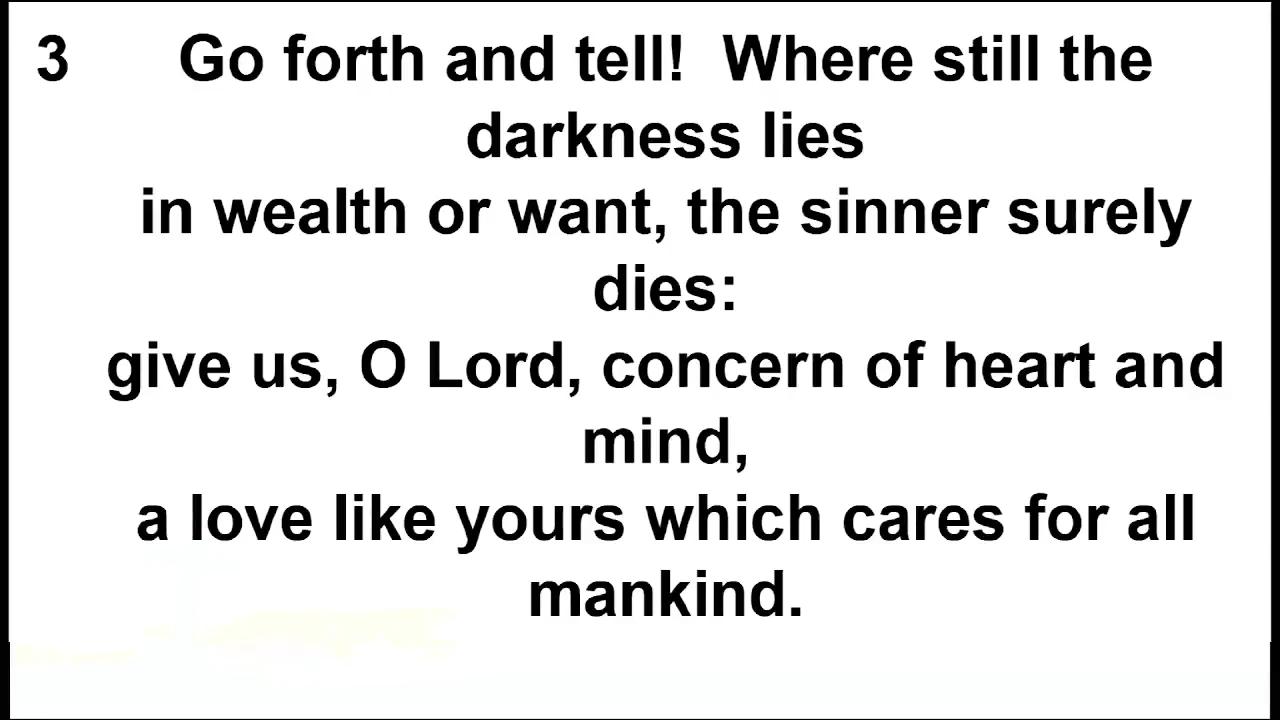 3 Go forth and tell! Where still the
darkness lies
in wealth or want, the sinner surely
dies:
give us, O Lord, concern of heart and
mind,
a love like yours which cares for all
mankind.